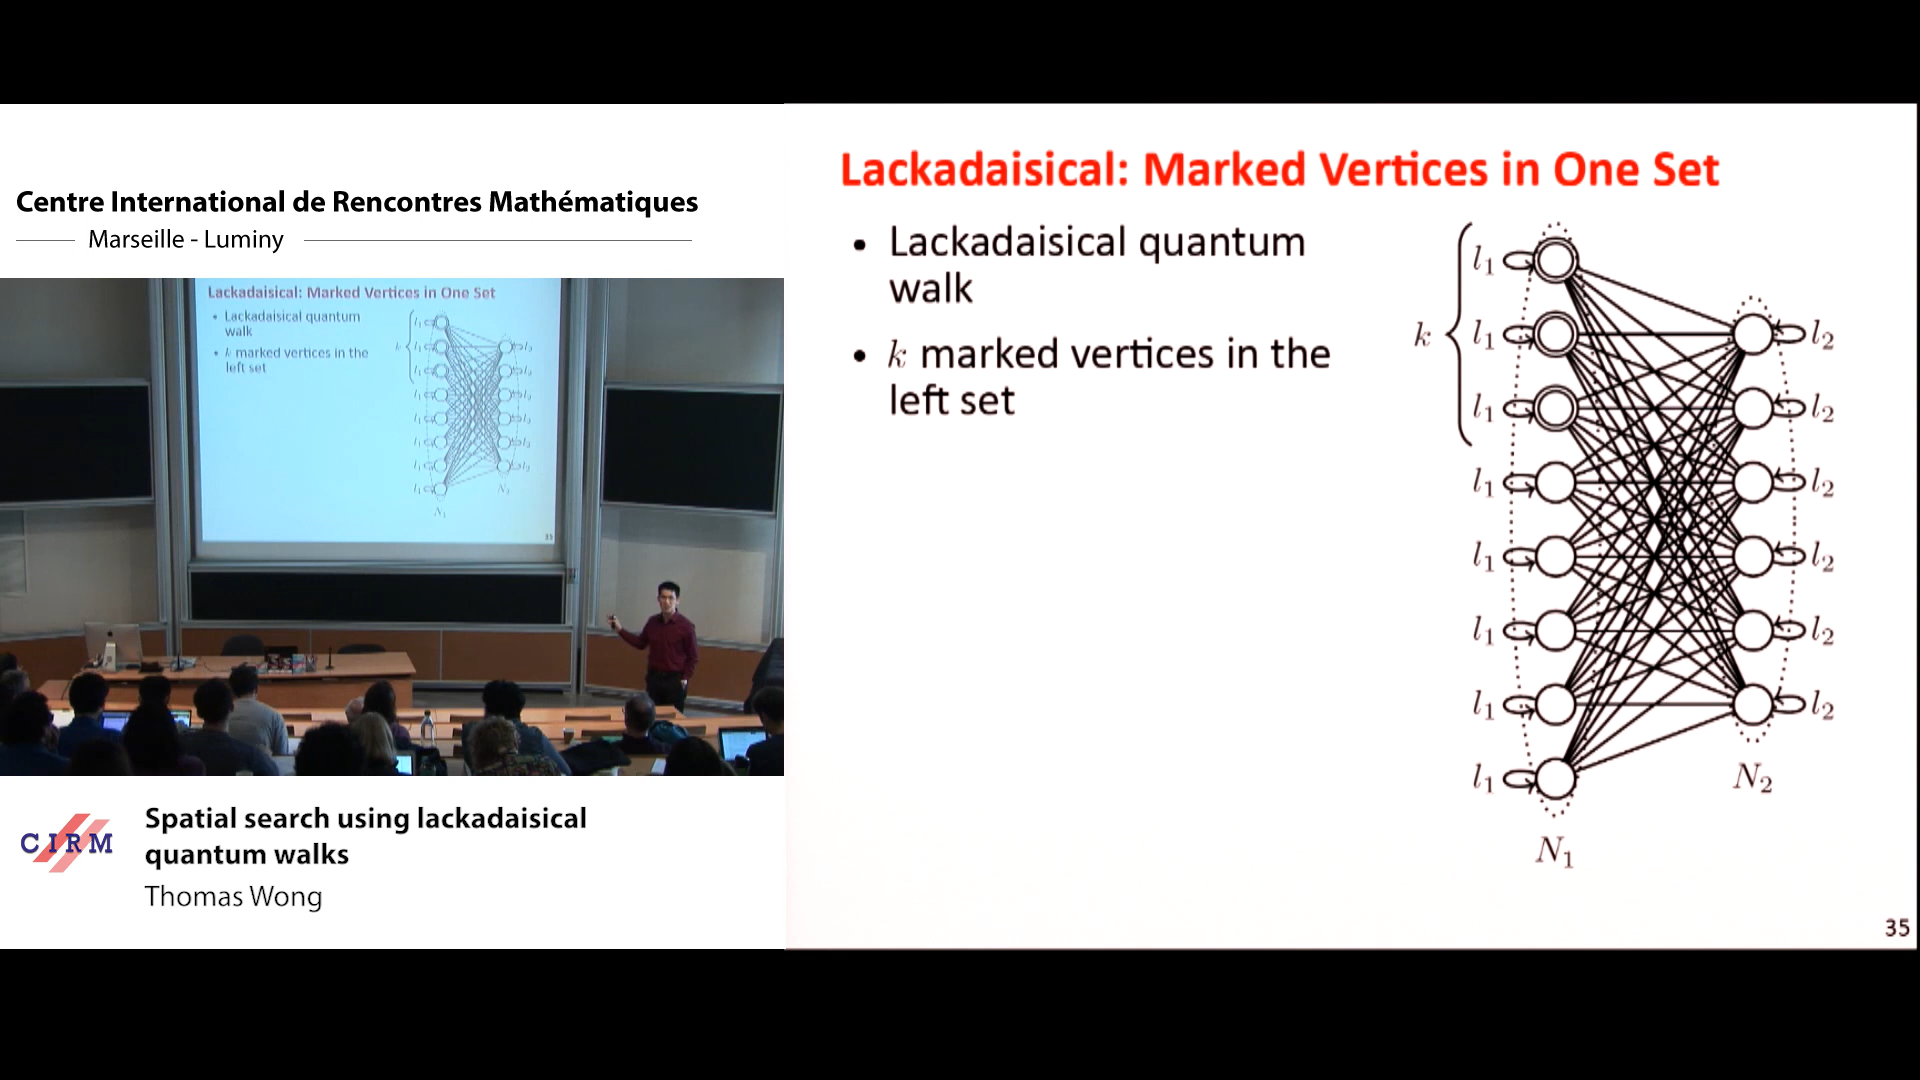 Centre International de Rencontres Mathématiques
Marseille - Luminy
Lackadaisical: Marked Vertices in One Set
• Lackadaisical quantum
walk
• k marked vertices in the
left set
k
l₁
l₁
l₁
l₁
l₁
l₁
l₁
l₁
N₁
l₂
l₂
l₂
l₂
l₂
l₂
N₂
35
Lackadaisical: Marked Vertices in One Set
• Lackadaisical quantum
walk
• k marked vertices in the
left set
CIRM
Spatial search using lackadaisical
quantum walks
Thomas Wong